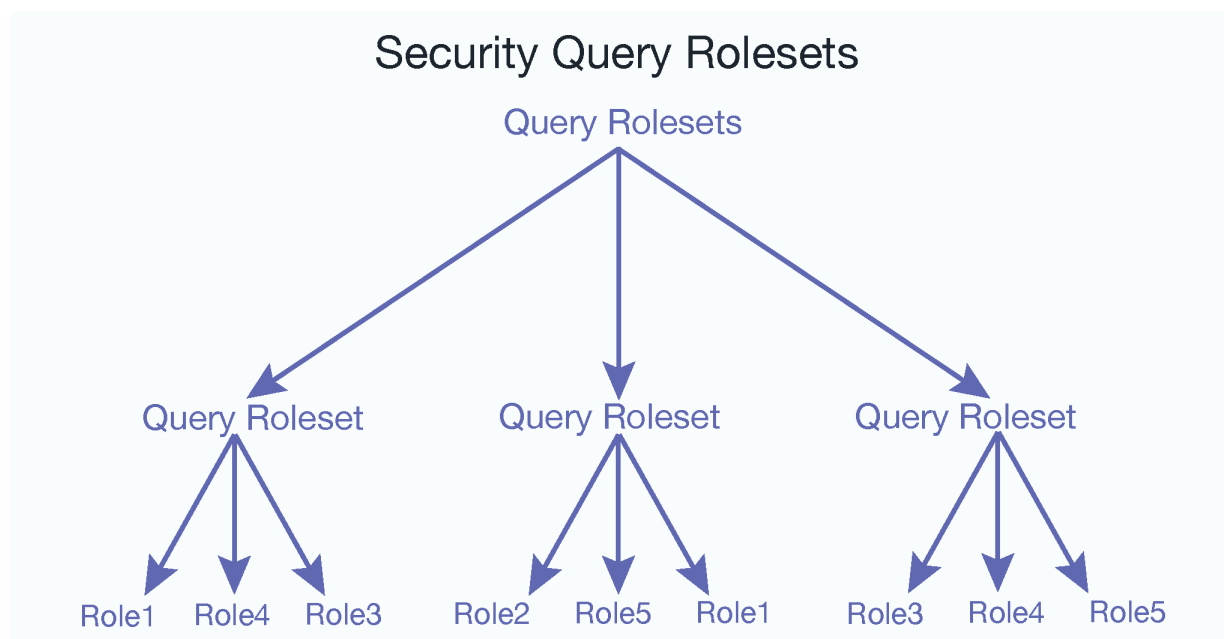 Security Query Rolesets
Query Rolesets
Query Roleset Query Roleset Query Roleset
Role1 Role4 Role3 Role2 Role5 Role1 Role3 Role4 Role5